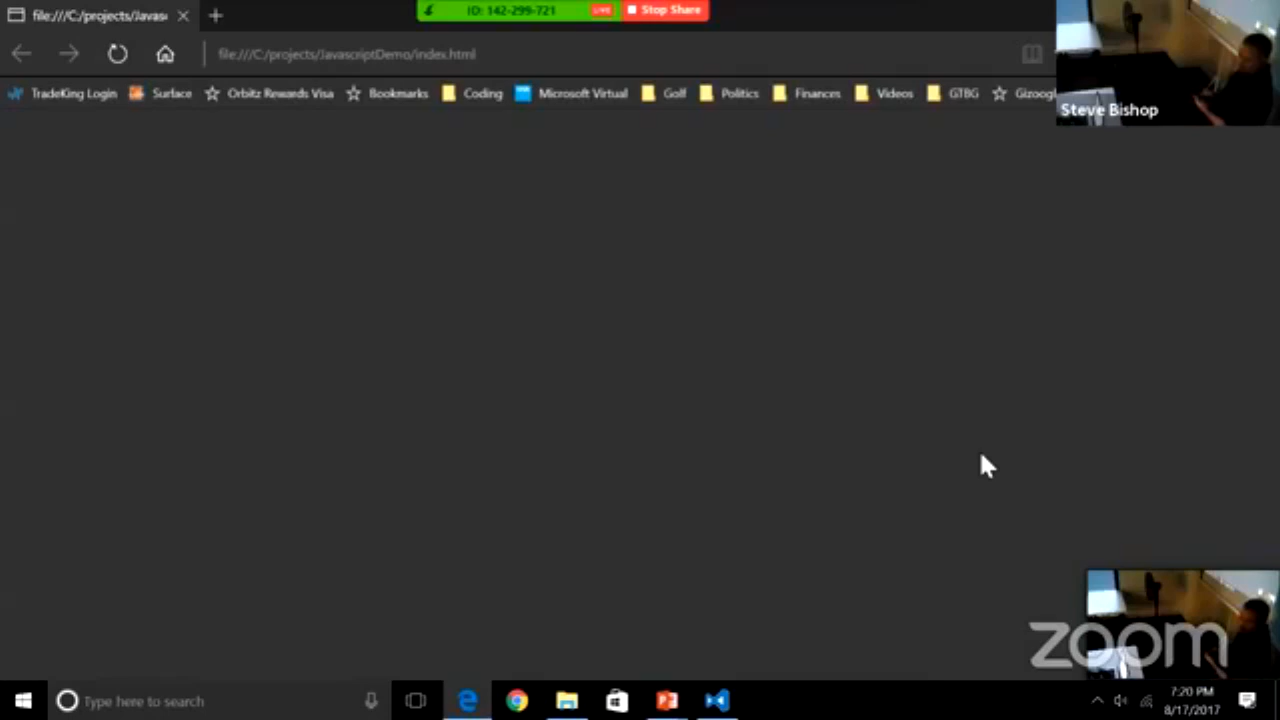 file:///C:/projects/Javas
ID: 142-299-721
LIVE
Stop Share
file:///C:/projects/JavascriptDemo/index.html
TradeKing Login
Surface
Orbitz Rewards Visa
Bookmarks
Coding
Microsoft Virtual
Golf
Politics
Finances
Videos
GTBG
Gizoogl
Steve Bishop
zoom
Type here to search
7:20 PM
8/17/2017